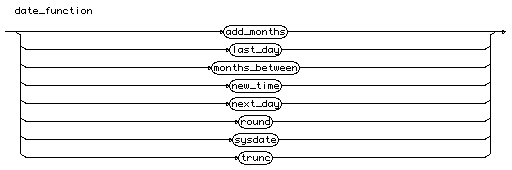 date_function
add_months
last_day
months_between
new_time
next_day
round
sysdate
trunc